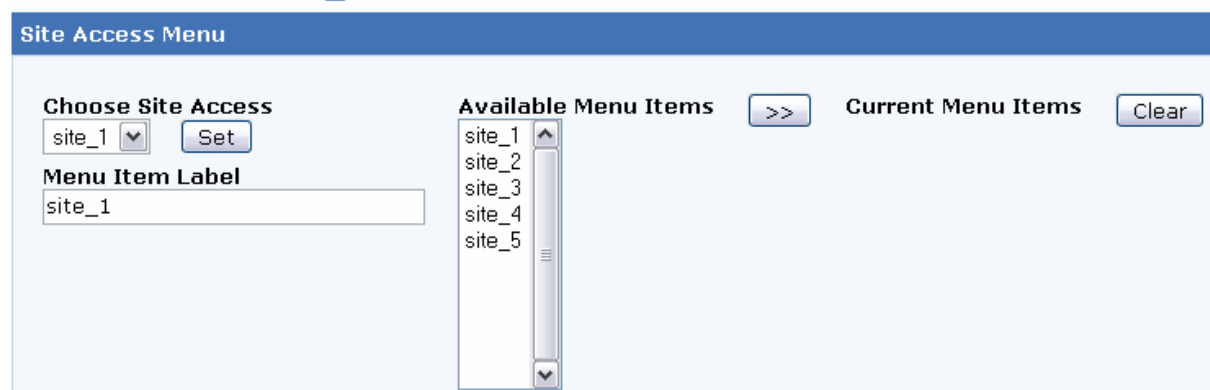 Site Access Menu
Choose Site Access
site_1 Set
Menu Item Label
site_1
Available Menu Items >>
site_1
site_2
site_3
site_4
site_5
Current Menu Items Clear